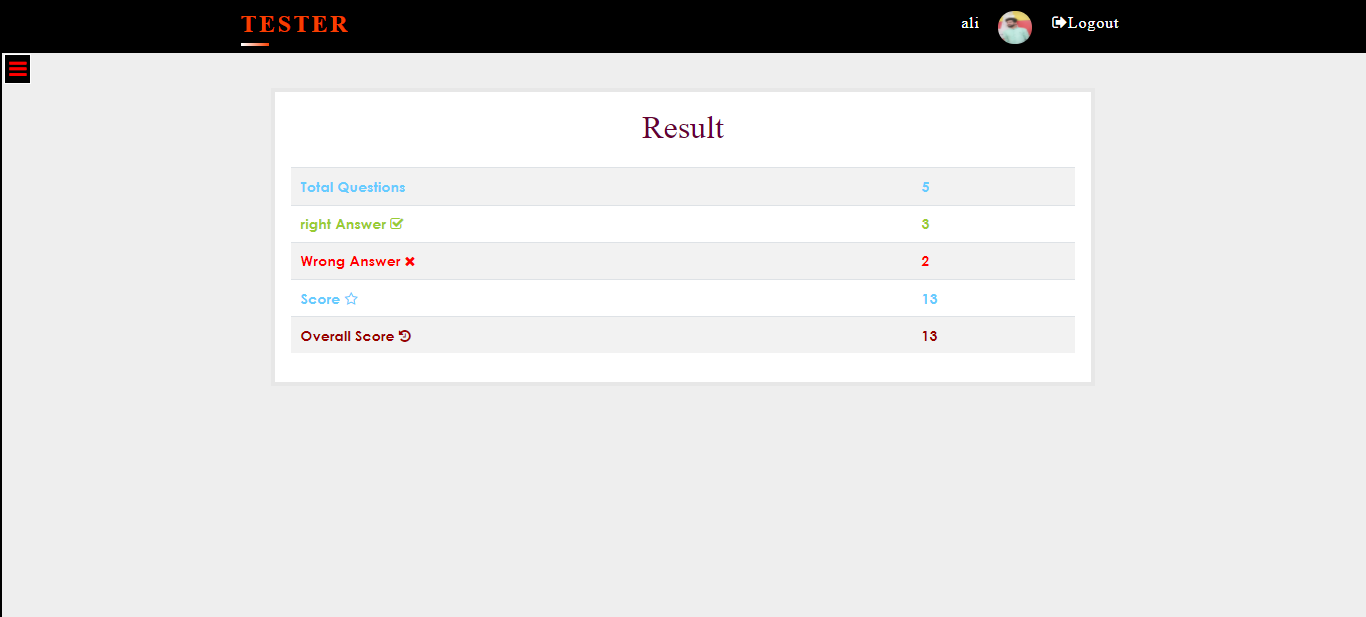 TESTER
ali
Logout
Result
Total Questions 5
right Answer 3
Wrong Answer 2
Score 13
Overall Score 13